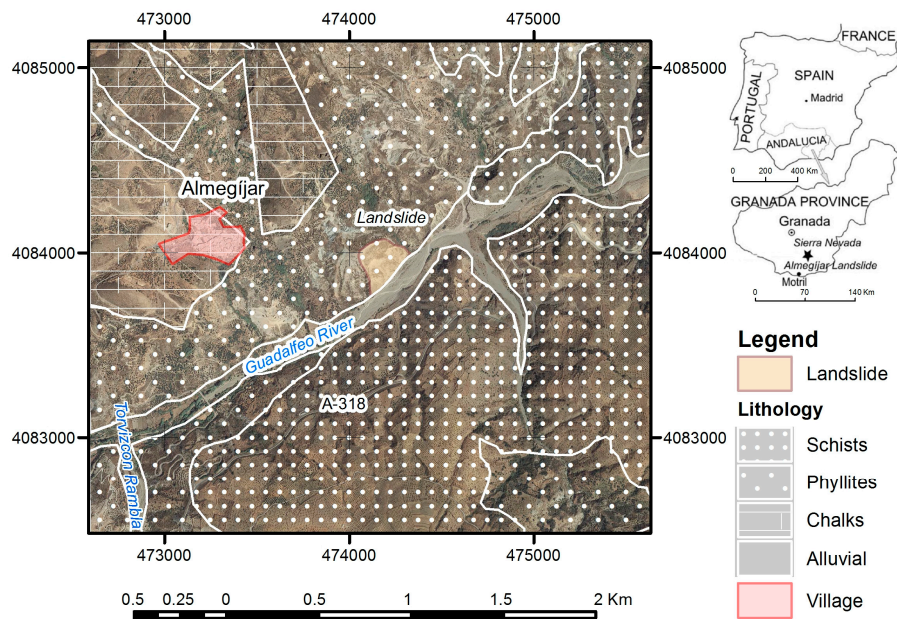 473000
474000
475000
4085000
4085000
Almegíjar
Landslide
4084000
4084000
Guadalfeo River
A-318
4083000
4083000
Torvizcon Rambla
473000
474000
475000
0.5
0.25
0
0.5
1
1.5
2 Km
FRANCE
SPAIN
PORTUGAL
Madrid
ANDALUCIA
0
200
400 Km
GRANADA PROVINCE
Granada
Sierra Nevada
Almegíjar Landslide
Motril
0
70
140 Km
Legend
Landslide
Lithology
Schists
Phyllites
Chalks
Alluvial
Village